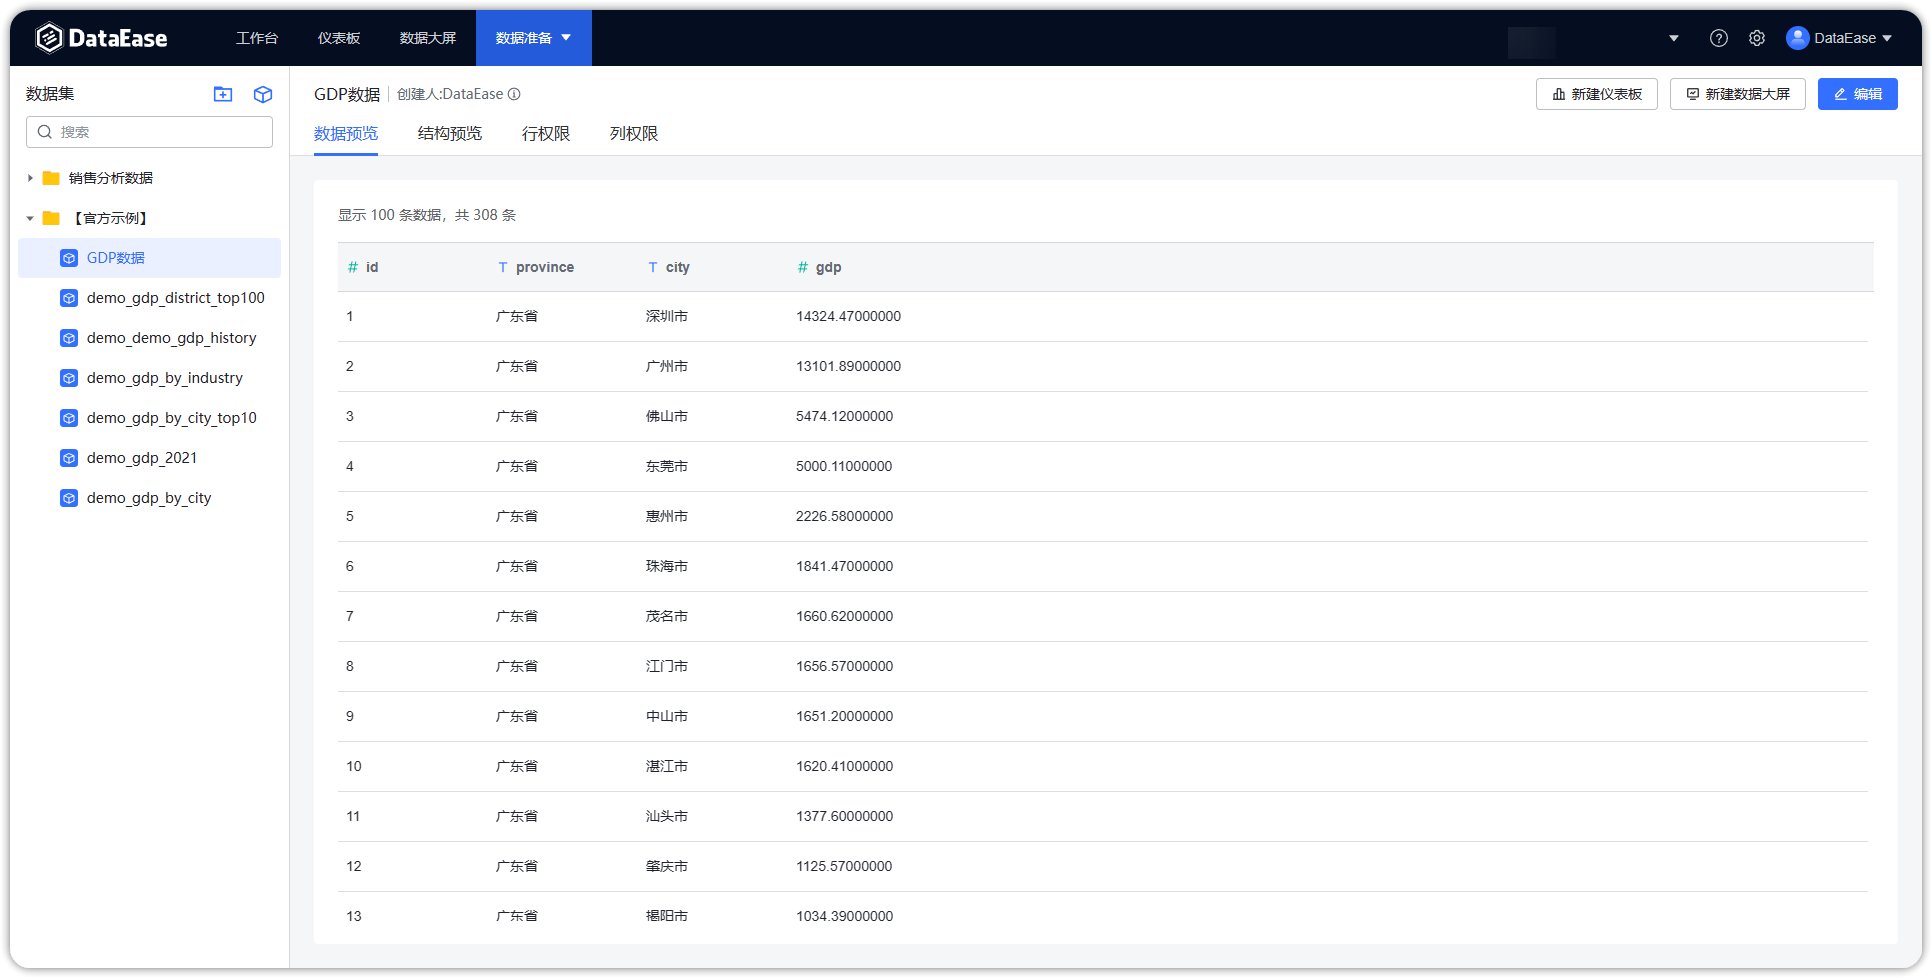 DataEase 工作台 仪表板 数据大屏 数据准备 DataEase
数据集
搜索
销售分析数据
【官方示例】
GDP数据
demo_gdp_district_top100
demo_demo_gdp_history
demo_gdp_by_industry
demo_gdp_by_city_top10
demo_gdp_2021
demo_gdp_by_city
GDP数据 创建人:DataEase 新建仪表板 新建数据大屏 编辑
数据预览 结构预览 行权限 列权限
显示 100 条数据，共 308 条
# id T province T city # gdp
1 广东省 深圳市 14324.47000000
2 广东省 广州市 13101.89000000
3 广东省 佛山市 5474.12000000
4 广东省 东莞市 5000.11000000
5 广东省 惠州市 2226.58000000
6 广东省 珠海市 1841.47000000
7 广东省 茂名市 1660.62000000
8 广东省 江门市 1656.57000000
9 广东省 中山市 1651.20000000
10 广东省 湛江市 1620.41000000
11 广东省 汕头市 1377.60000000
12 广东省 肇庆市 1125.57000000
13 广东省 揭阳市 1034.39000000